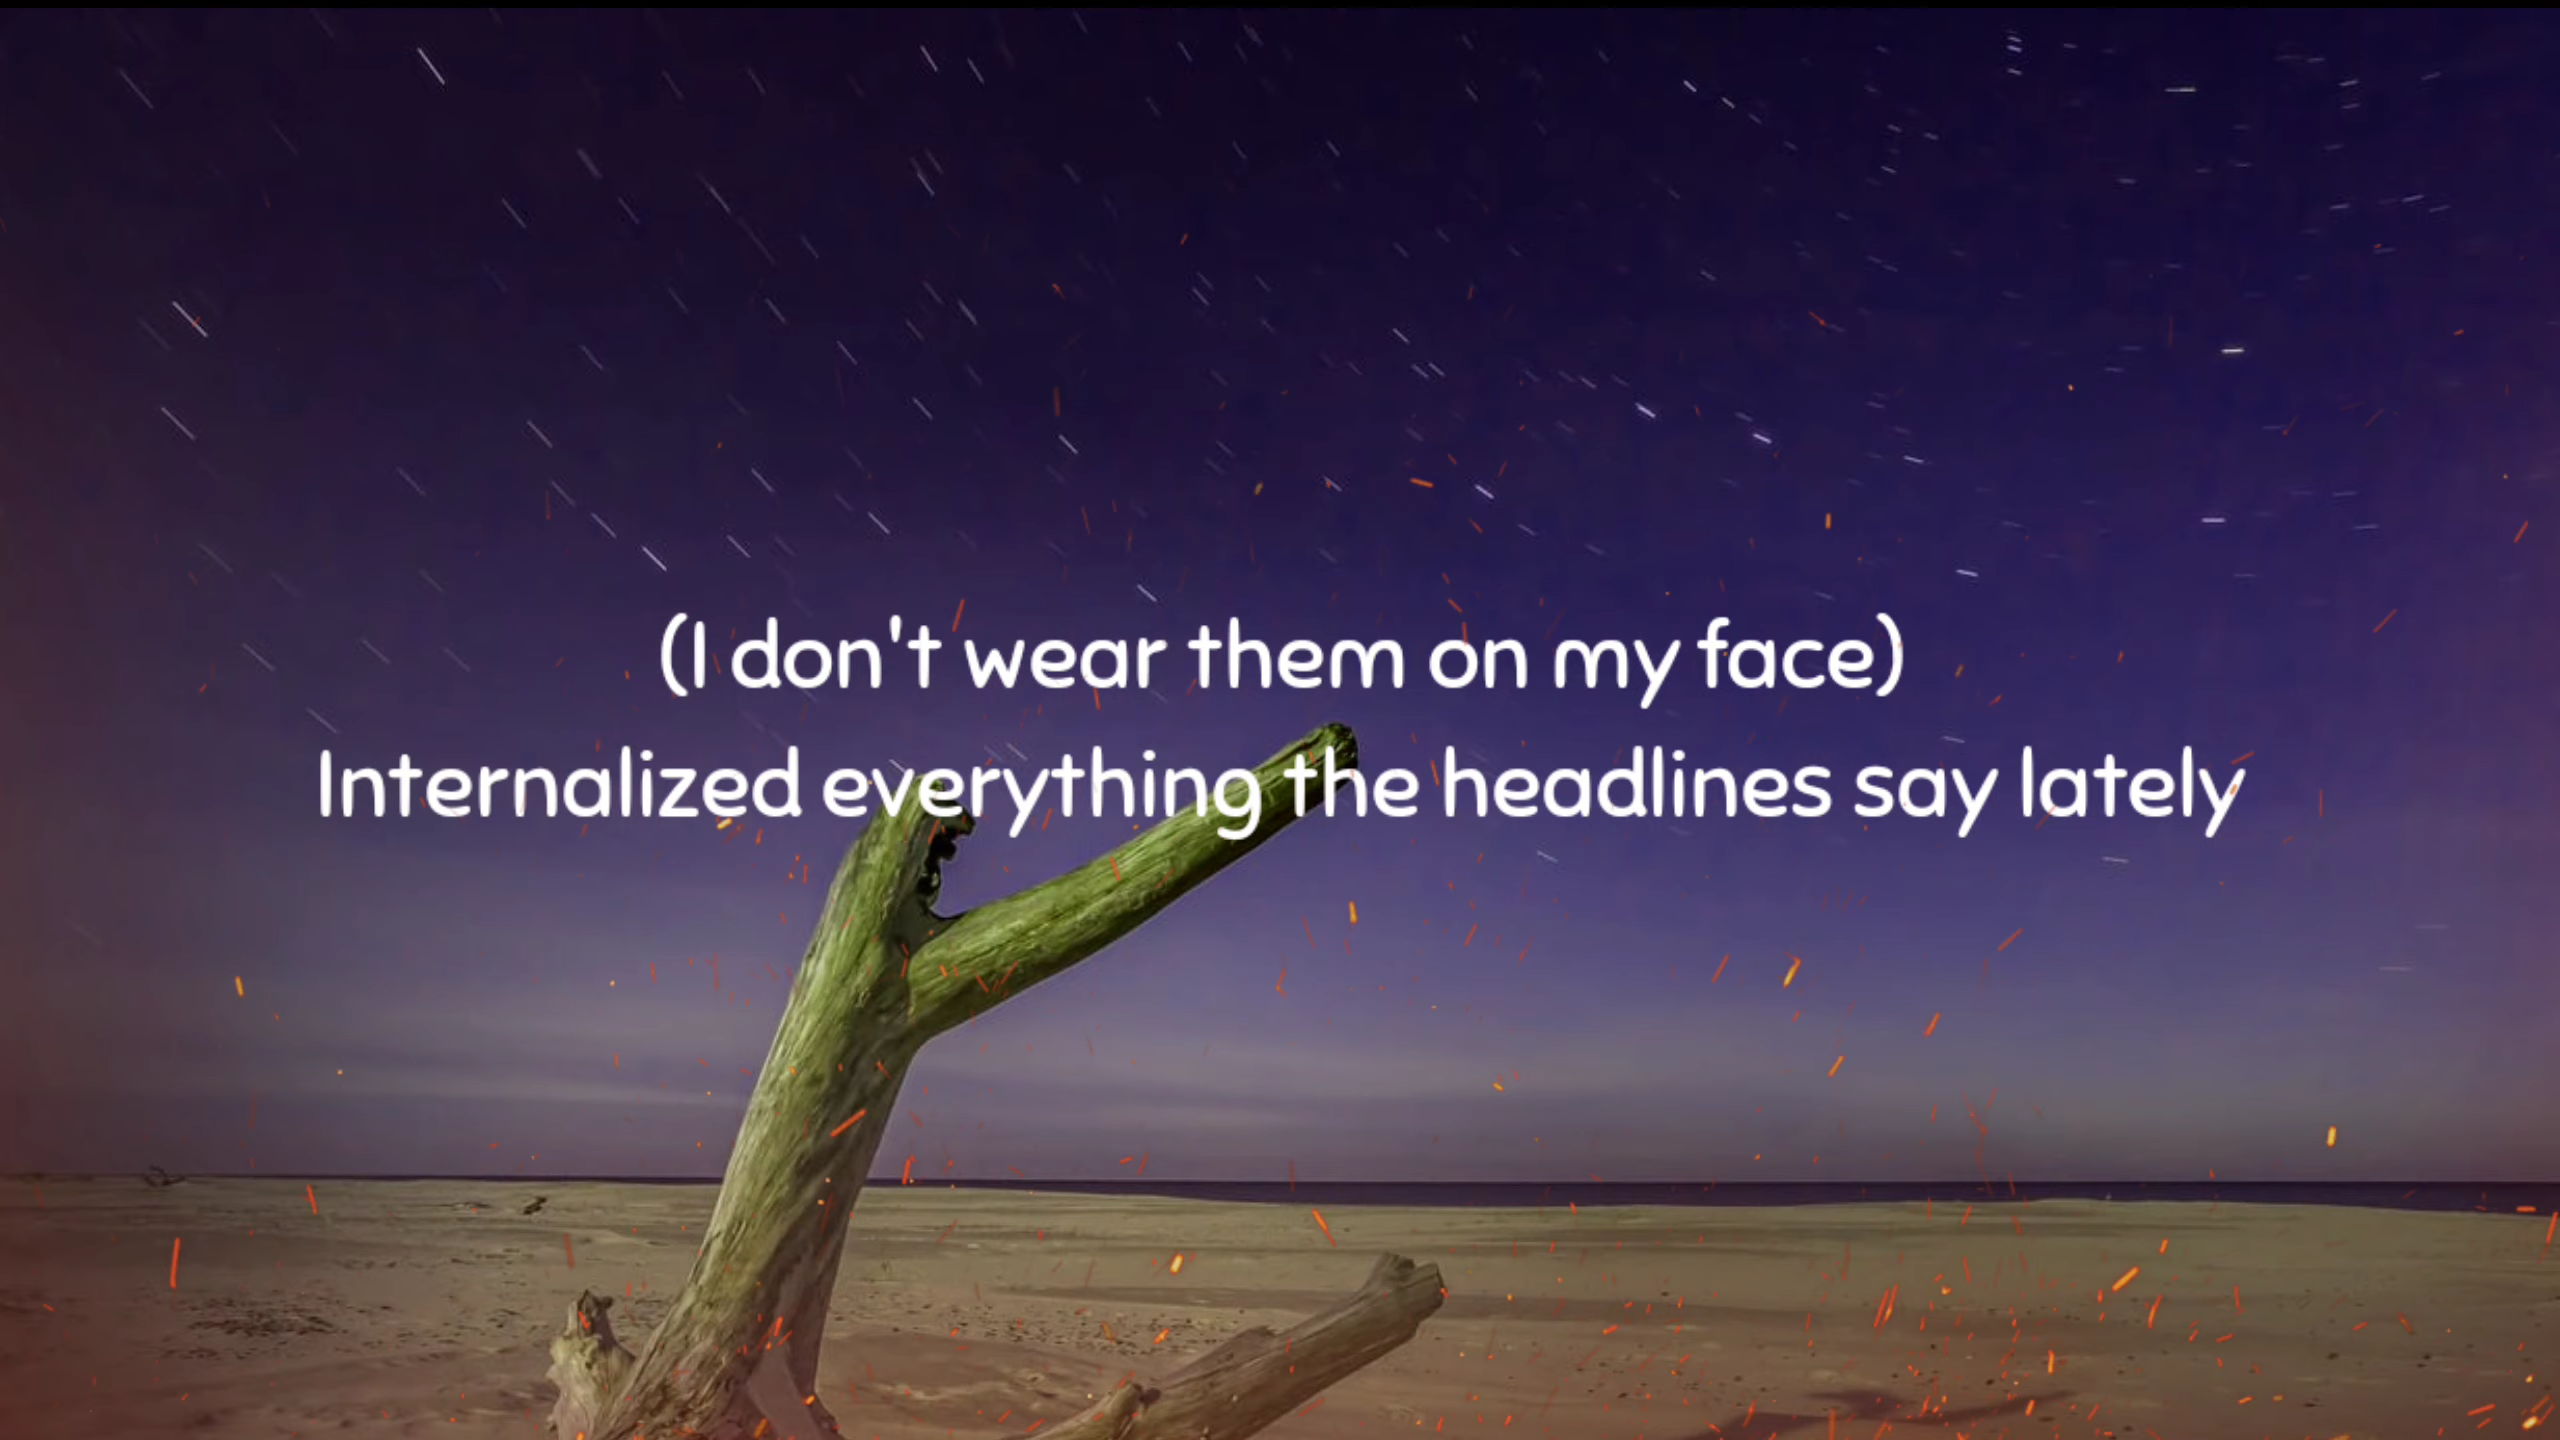 (I don't wear them on my face)
Internalized everything the headlines say lately